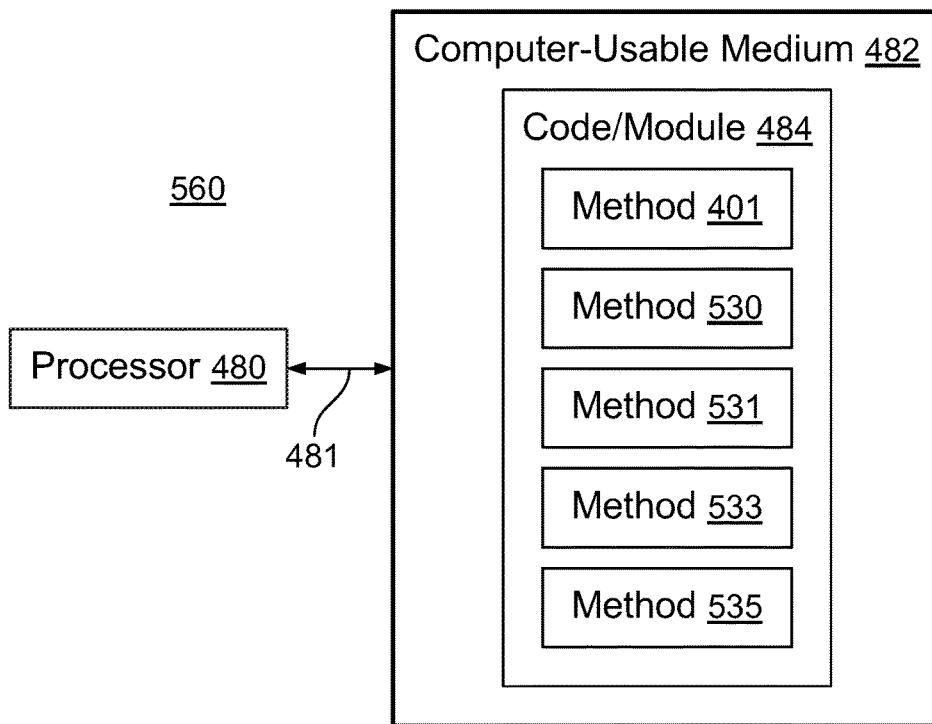 Computer-Usable Medium 482
Code/Module 484
560
Method 401
Method 530
Processor 480
Method 531
481
Method 533
Method 535